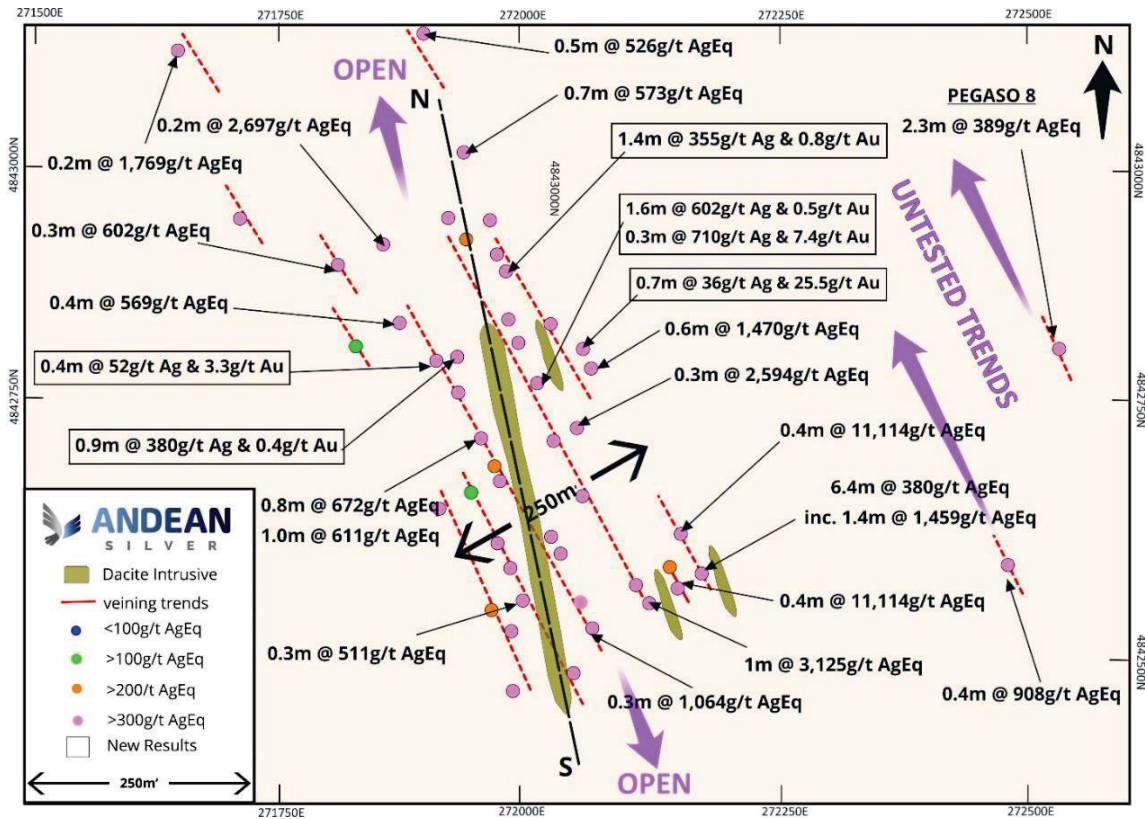 271500E
271750E
272000E
272250E
272500E
4843000N
4842750N
4843000N
4843000N
4842750N
4842500N
0.5m @ 526g/t AgEq
OPEN
N
0.7m @ 573g/t AgEq
N
PEGASO 8
2.3m @ 389g/t AgEq
0.2m @ 2,697g/t AgEq
1.4m @ 355g/t Ag & 0.8g/t Au
0.2m @ 1,769g/t AgEq
1.6m @ 602g/t Ag & 0.5g/t Au
0.3m @ 710g/t Ag & 7.4g/t Au
0.3m @ 602g/t AgEq
UNTESTED TRENDS
0.7m @ 36g/t Ag & 25.5g/t Au
0.4m @ 569g/t AgEq
0.6m @ 1,470g/t AgEq
0.4m @ 52g/t Ag & 3.3g/t Au
0.3m @ 2,594g/t AgEq
0.9m @ 380g/t Ag & 0.4g/t Au
0.4m @ 11,114g/t AgEq
250m'
6.4m @ 380g/t AgEq
inc. 1.4m @ 1,459g/t AgEq
0.8m @ 672g/t AgEq
1.0m @ 611g/t AgEq
0.4m @ 11,114g/t AgEq
0.3m @ 511g/t AgEq
1m @ 3,125g/t AgEq
0.3m @ 1,064g/t AgEq
0.4m @ 908g/t AgEq
S
OPEN
ANDEAN
SILVER
Dacite Intrusive
veining trends
<100g/t AgEq
>100g/t AgEq
>200/t AgEq
>300g/t AgEq
New Results
250m'
271750E
272000E
272250E
272500E